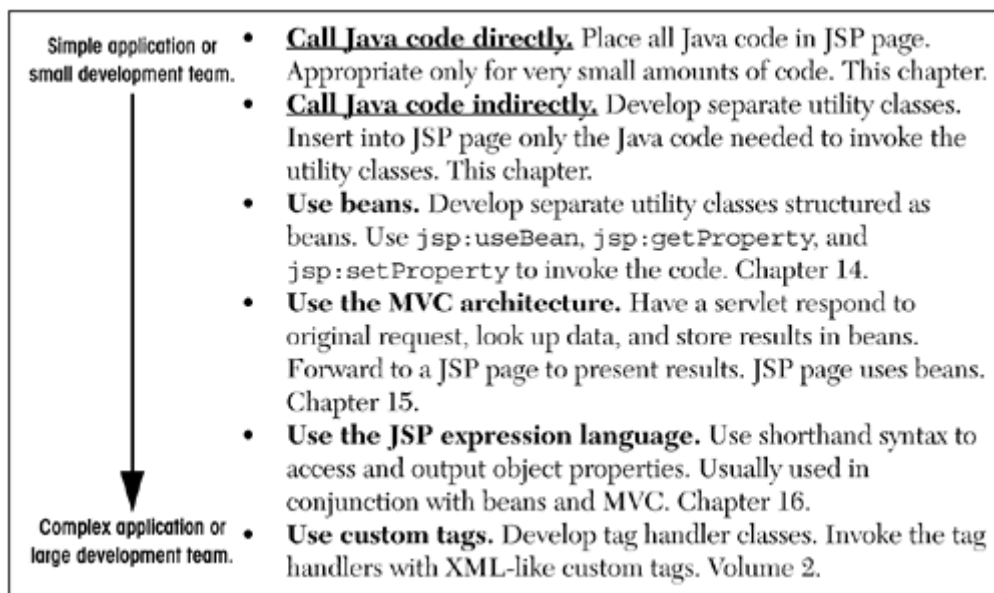 Simple application or
small development team.
• Call Java code directly. Place all Java code in JSP page.
Appropriate only for very small amounts of code. This chapter.
• Call Java code indirectly. Develop separate utility classes.
Insert into JSP page only the Java code needed to invoke the
utility classes. This chapter.
• Use beans. Develop separate utility classes structured as
beans. Use jsp:useBean, jsp:getProperty, and
jsp:setProperty to invoke the code. Chapter 14.
• Use the MVC architecture. Have a servlet respond to
original request, look up data, and store results in beans.
Forward to a JSP page to present results. JSP page uses beans.
Chapter 15.
• Use the JSP expression language. Use shorthand syntax to
access and output object properties. Usually used in
conjunction with beans and MVC. Chapter 16.
Complex application or
large development team.
• Use custom tags. Develop tag handler classes. Invoke the tag
handlers with XML-like custom tags. Volume 2.